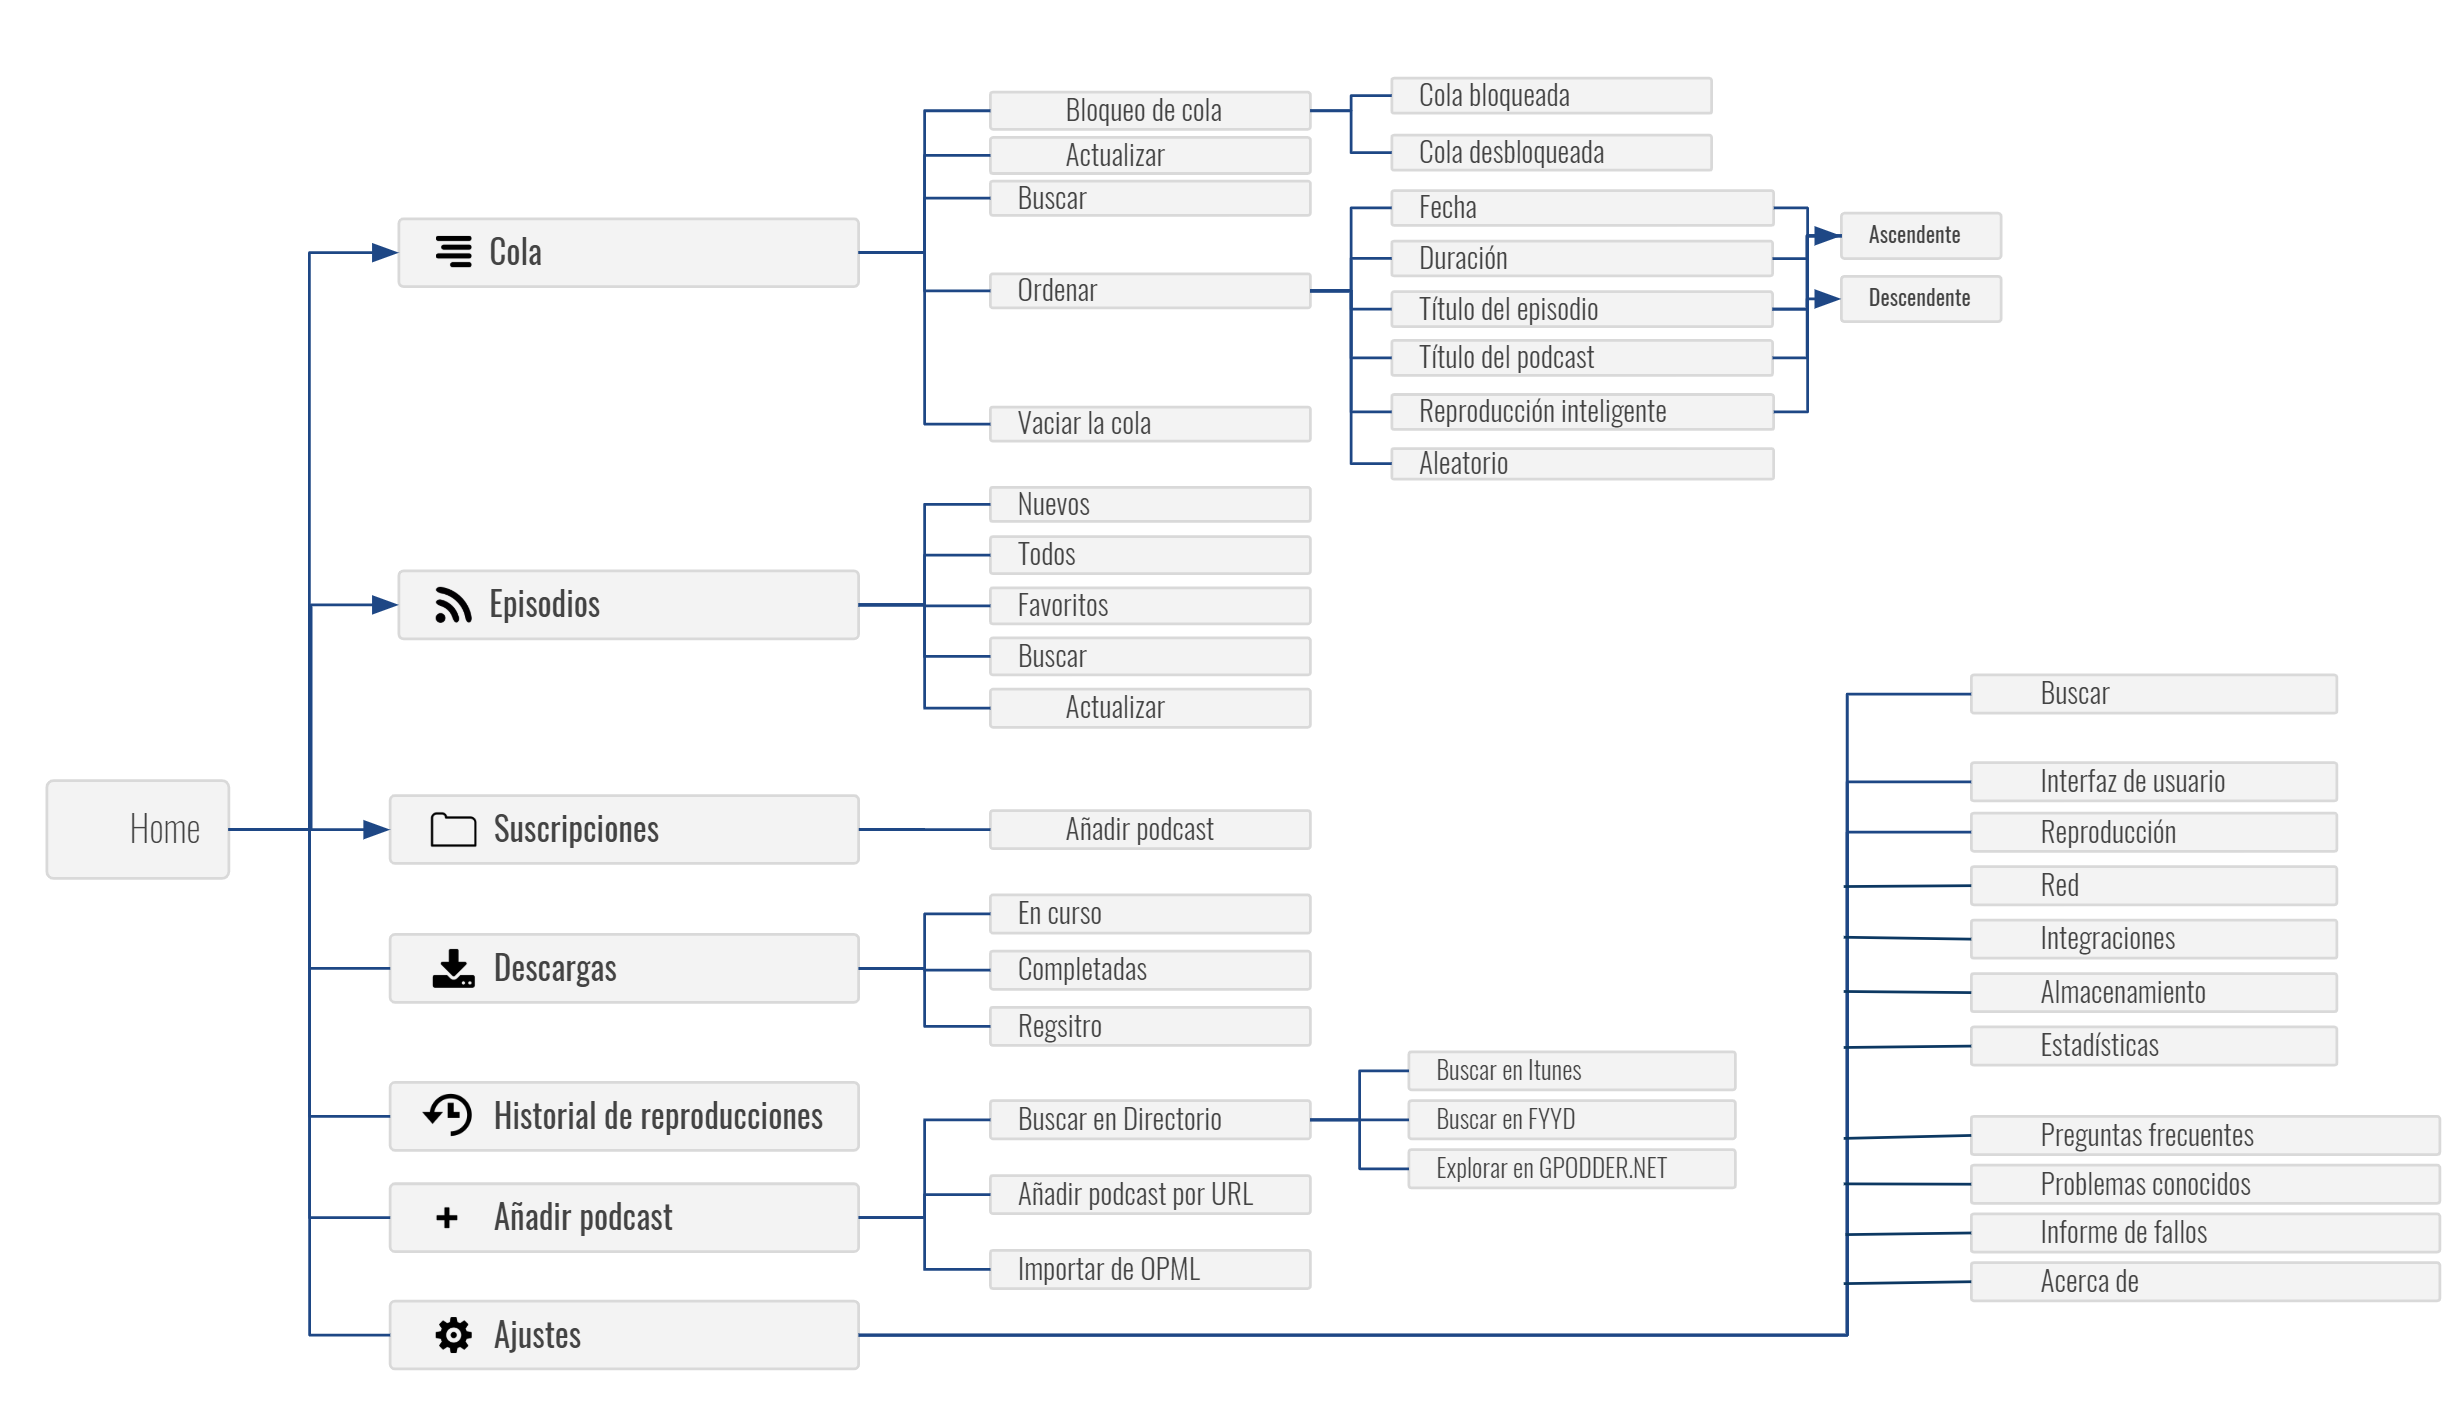 Home
Cola
Bloqueo de cola
Cola bloqueada
Cola desbloqueada
Actualizar
Buscar
Ordenar
Fecha
Duración
Título del episodio
Título del podcast
Reproducción inteligente
Aleatorio
Ascendente
Descendente
Vaciar la cola
Episodios
Nuevos
Todos
Favoritos
Buscar
Actualizar
Suscripciones
Añadir podcast
Descargas
En curso
Completadas
Regsitro
Historial de reproducciones
Añadir podcast
Buscar en Directorio
Buscar en Itunes
Buscar en FYYD
Explorar en GPODDER.NET
Añadir podcast por URL
Importar de OPML
Ajustes
Buscar
Interfaz de usuario
Reproducción
Red
Integraciones
Almacenamiento
Estadísticas
Preguntas frecuentes
Problemas conocidos
Informe de fallos
Acerca de